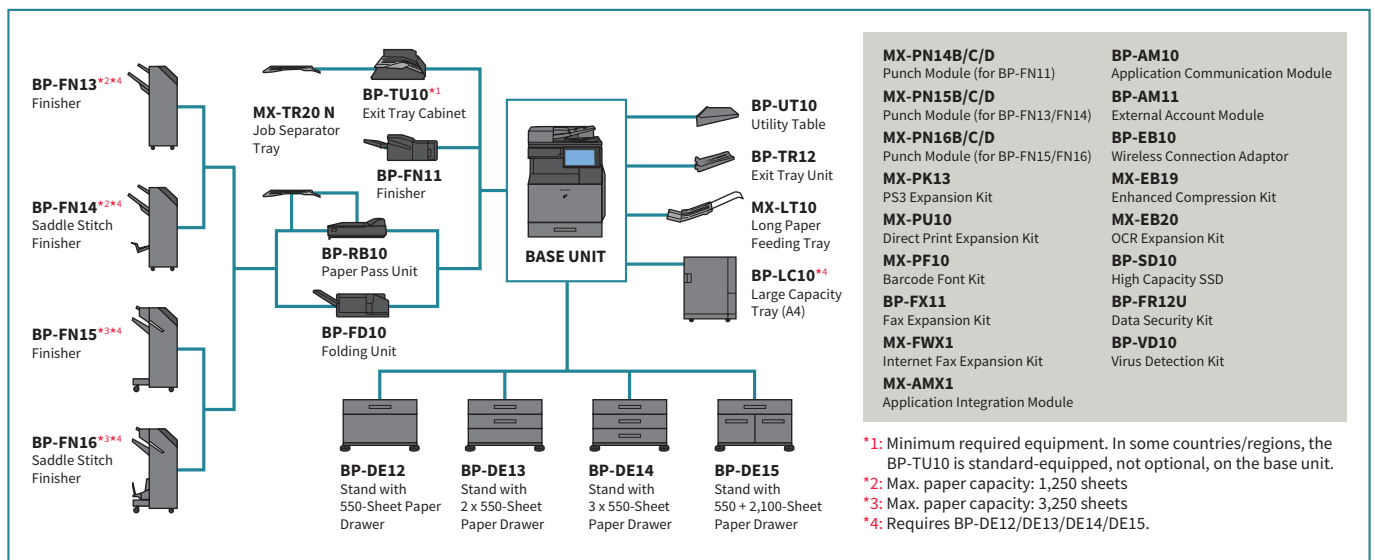 BP-FN13*2*4
Finisher
BP-FN14*2*4
Saddle Stitch
Finisher
BP-FN15*3*4
Finisher
BP-FN16*3*4
Saddle Stitch
Finisher
MX-TR20 N
Job Separator
Tray
BP-TU10*1
Exit Tray Cabinet
BP-FN11
Finisher
BP-RB10
Paper Pass Unit
BP-FD10
Folding Unit
BASE UNIT
BP-UT10
Utility Table
BP-TR12
Exit Tray Unit
MX-LT10
Long Paper
Feeding Tray
BP-LC10*4
Large Capacity
Tray (A4)
BP-DE12
Stand with
550-Sheet Paper
Drawer
BP-DE13
Stand with
2 x 550-Sheet
Paper Drawer
BP-DE14
Stand with
3 x 550-Sheet
Paper Drawer
BP-DE15
Stand with
550 + 2,100-Sheet
Paper Drawer
MX-PN14B/C/D
Punch Module (for BP-FN11)
MX-PN15B/C/D
Punch Module (for BP-FN13/FN14)
MX-PN16B/C/D
Punch Module (for BP-FN15/FN16)
MX-PK13
PS3 Expansion Kit
MX-PU10
Direct Print Expansion Kit
MX-PF10
Barcode Font Kit
BP-FX11
Fax Expansion Kit
MX-FWX1
Internet Fax Expansion Kit
MX-AMX1
Application Integration Module
BP-AM10
Application Communication Module
BP-AM11
External Account Module
BP-EB10
Wireless Connection Adaptor
MX-EB19
Enhanced Compression Kit
MX-EB20
OCR Expansion Kit
BP-SD10
High Capacity SSD
BP-FR12U
Data Security Kit
BP-VD10
Virus Detection Kit
*1: Minimum required equipment. In some countries/regions, the
BP-TU10 is standard-equipped, not optional, on the base unit.
*2: Max. paper capacity: 1,250 sheets
*3: Max. paper capacity: 3,250 sheets
*4: Requires BP-DE12/DE13/DE14/DE15.